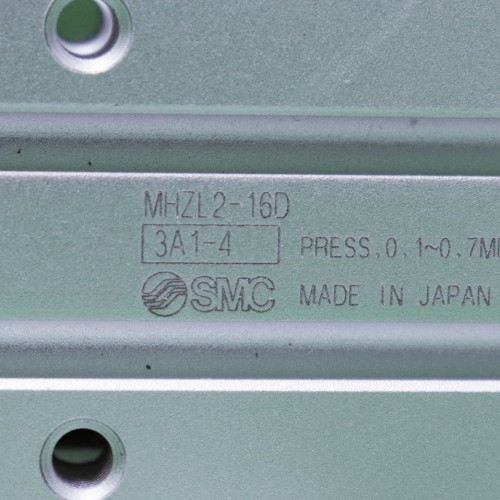 MHZL2-16D
3A1-4 PRESS.0.1~0.7M
SMC MADE IN JAPAN